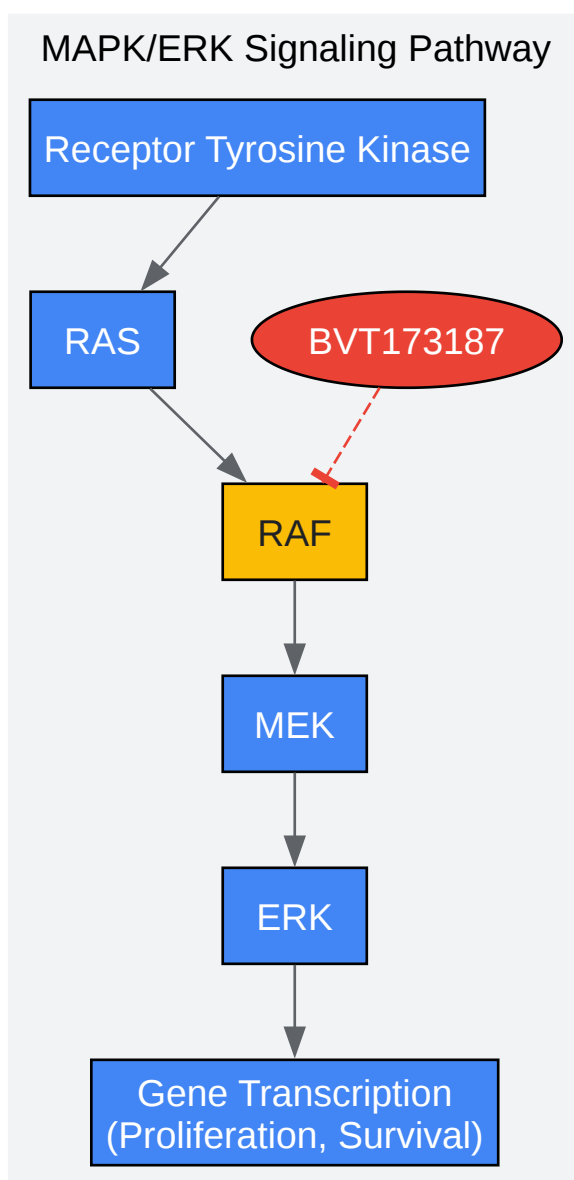 MAPK/ERK Signaling Pathway
Receptor Tyrosine Kinase
RAS
BVT173187
RAF
MEK
ERK
Gene Transcription
(Proliferation, Survival)